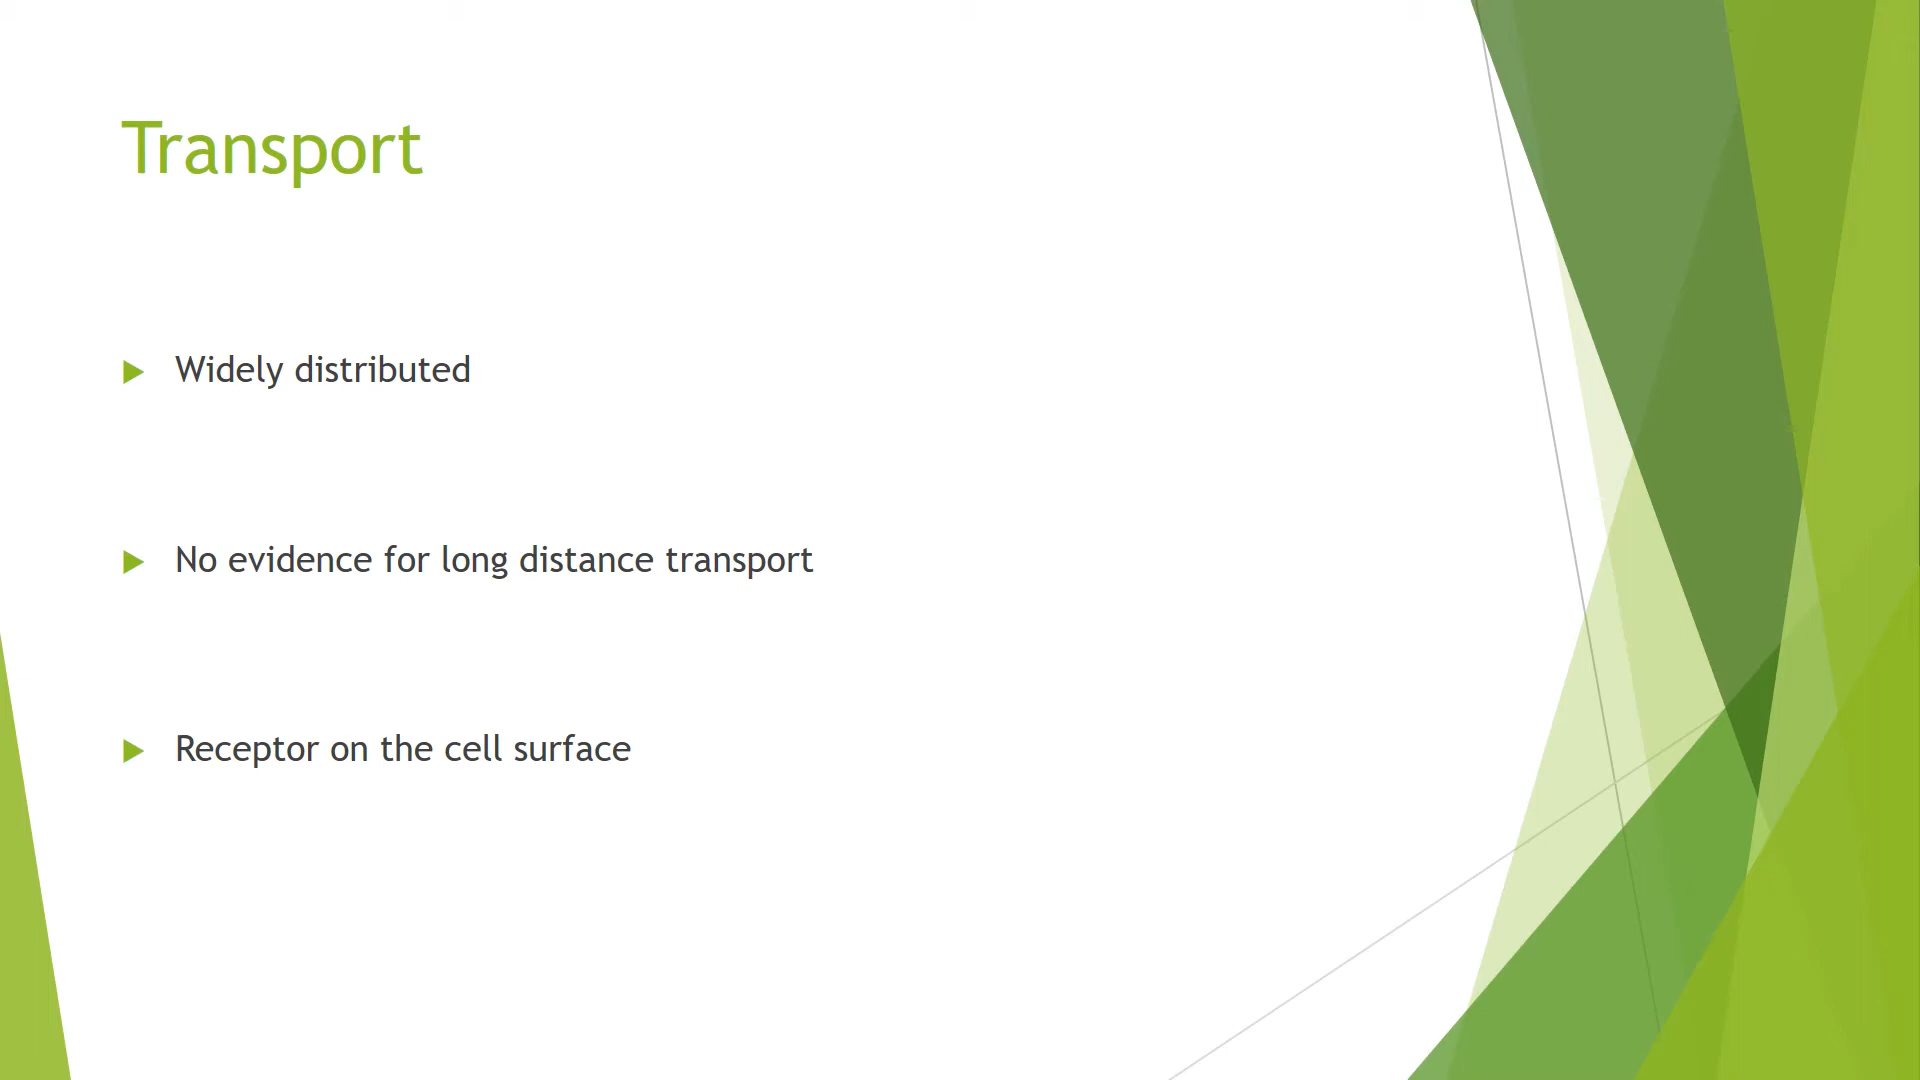 Transport
Widely distributed
No evidence for long distance transport
Receptor on the cell surface